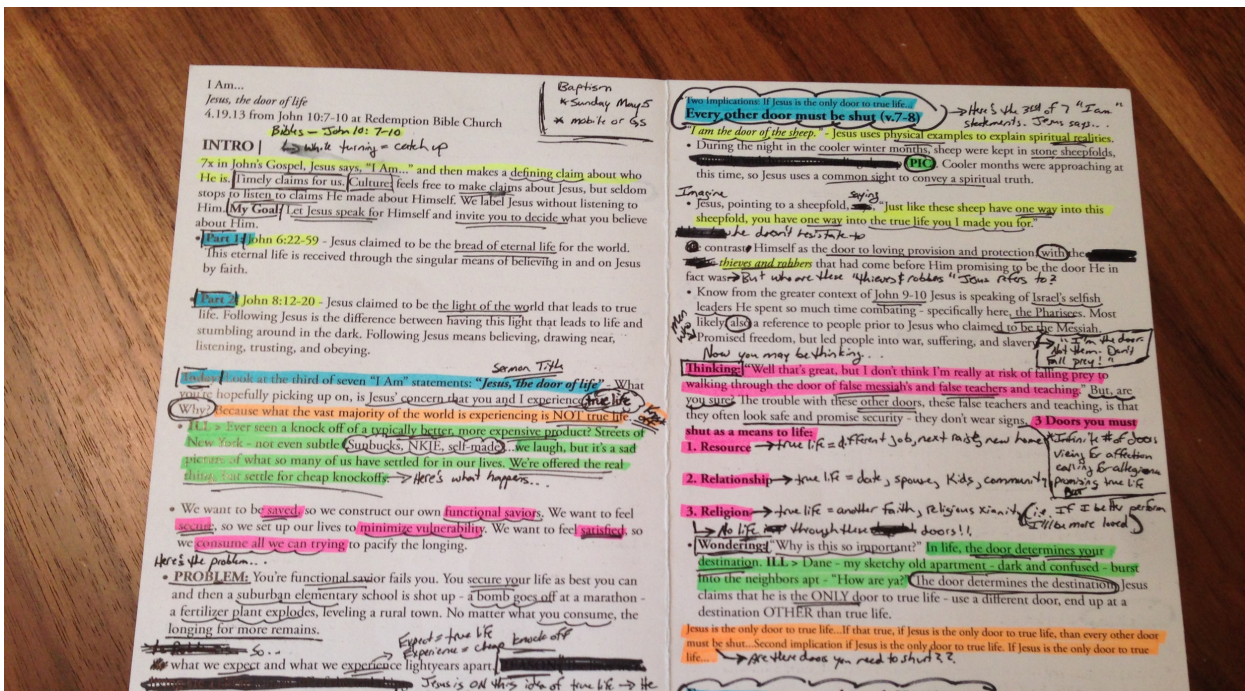 I Am...
Jesus, the door of life
4.19.13 | from John 10:7-10 at Redemption Bible Church
Bibles - John 10: 7-10
INTRO | ↳ while turning = catch up
Baptism
* Sunday May 5
* mobile or GS
7x in John's Gospel, Jesus says, "I Am..." and then makes a defining claim about who
He is. Timely claims for us. Culture: feels free to make claims about Jesus, but seldom
stops to listen to claims He made about Himself. We label Jesus without listening to
Him. My Goal: Let Jesus speak for Himself and invite you to decide what you believe
about Him.
• Part 1: John 6:22-59 - Jesus claimed to be the bread of eternal life for the world.
This eternal life is received through the singular means of believing in and on Jesus
by faith.
• Part 2: John 8:12-20 - Jesus claimed to be the light of the world that leads to true
life. Following Jesus is the difference between having this light that leads to life and
stumbling around in the dark. Following Jesus means believing, drawing near,
listening, trusting, and obeying.
Sermon Title
Today: Look at the third of seven "I Am" statements: "Jesus, The door of life" - What
you're hopefully picking up on, is Jesus' concern that you and I experience true life.
Why? Because what the vast majority of the world is experiencing is NOT true life.
• ILL > Ever seen a knock off of a typically better, more expensive product? Streets of
New York - not even subtle (Sunbucks, NKIE, self-made)...we laugh, but it's a sad
picture of what so many of us have settled for in our lives. We're offered the real
thing but settle for cheap knockoffs. → Here's what happens...
• We want to be saved, so we construct our own functional saviors. We want to feel
secure, so we set up our lives to minimize vulnerability. We want to feel satisfied, so
we consume all we can trying to pacify the longing.
Here's the problem...
• PROBLEM: You're functional savior fails you. You secure your life as best you can
and then a suburban elementary school is shot up - a bomb goes off at a marathon -
a fertilizer plant explodes, leveling a rural town. No matter what you consume, the
longing for more remains.
Expect = true life
So... Experience = cheap knock off
what we expect and what we experience lightyears apart.
Jesus is ON this idea of true life → He
Two Implications: If Jesus is the only door to true life...
Every other door must be shut (v.7-8)
→ Here's the 3rd of 7 "I am"
statements. Jesus says...
"I am the door of the sheep." - Jesus uses physical examples to explain spiritual realities.
• During the night in the cooler winter months, sheep were kept in stone sheepfolds,
PIC. Cooler months were approaching at
this time, so Jesus uses a common sight to convey a spiritual truth.
Imagine saying
• Jesus, pointing to a sheepfold, "Just like these sheep have one way into this
sheepfold, you have one way into the true life you I made you for."
he doesn't hesitate to
contrast Himself as the door to loving provision and protection with the
thieves and robbers that had come before Him promising to be the door He in
fact was. → But who are these "thieves & robbers" Jesus refers to?
• Know from the greater context of John 9-10 Jesus is speaking of Israel's selfish
leaders He spent so much time combating - specifically here, the Pharisees. Most
likely, also a reference to people prior to Jesus who claimed to be the Messiah.
men who
Promised freedom, but led people into war, suffering, and slavery. → "I'm the door.
Not them. Don't
fall prey!"
Now you may be thinking...
Thinking: "Well that's great, but I don't think I'm really at risk of falling prey to
walking through the door of false messiah's and false teachers and teaching." But, are
you sure? The trouble with these other doors, these false teachers and teaching, is that
they often look safe and promise security - they don't wear signs. 3 Doors you must
shut as a means to life:
1. Resource → true life = different job, next raise, new home
2. Relationship → true life = date, spouse, kids, community
3. Religion → true life = another faith, religious xianity (i.e. If I better perform
I'll be more loved)
Infinite # of doors
vieing for affection
calling for allegiance
promising true life
But
↳ No life through these doors!!
• Wondering: "Why is this so important?" In life, the door determines your
destination. ILL > Dane - my sketchy old apartment - dark and confused - burst
into the neighbors apt - "How are ya?" The door determines the destination. Jesus
claims that he is the ONLY door to true life - use a different door, end up at a
destination OTHER than true life.
Jesus is the only door to true life...If that true, if Jesus is the only door to true life, than every other door
must be shut...Second implication if Jesus is the only door to true life. If Jesus is the only door to true
life... → Are there doors you need to shut??